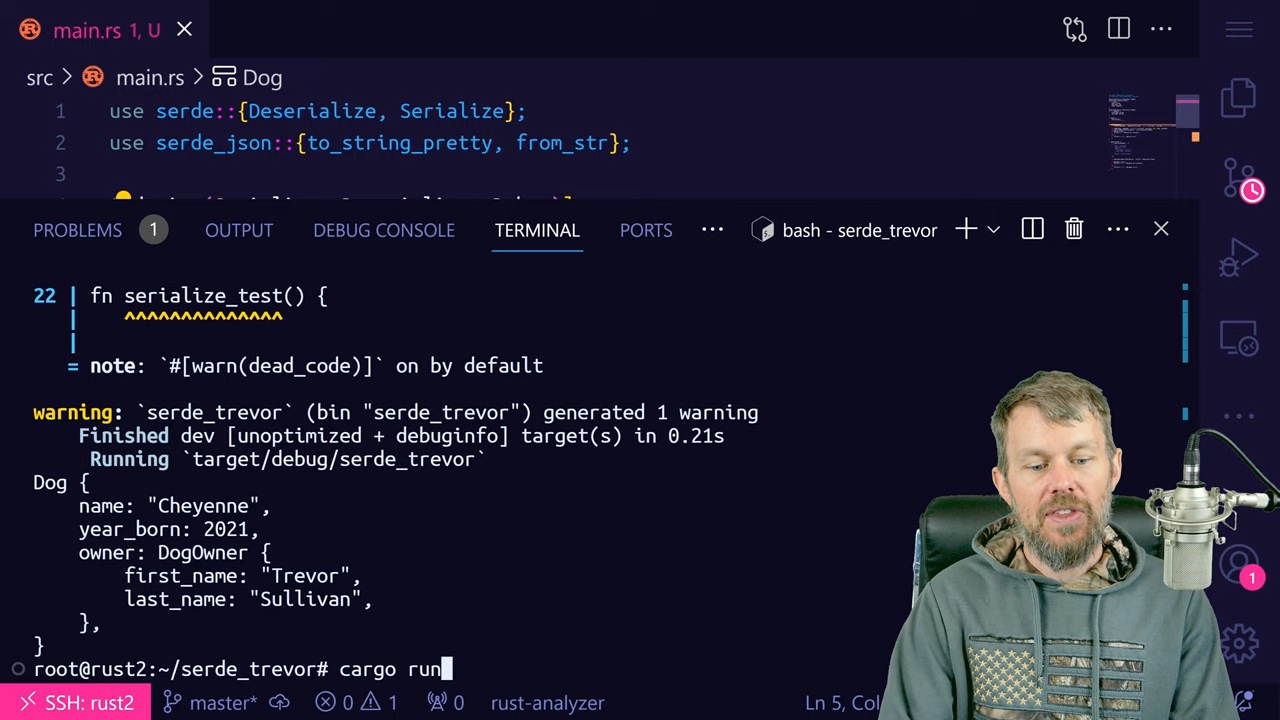 main.rs 1, U
src > main.rs > Dog
1 use serde::{Deserialize, Serialize};
2 use serde_json::{to_string_pretty, from_str};
3
PROBLEMS 1 OUTPUT DEBUG CONSOLE TERMINAL PORTS ··· bash - serde_trevor
22 | fn serialize_test() {
| ^^^^^^^^^^^^^^
|
= note: `#[warn(dead_code)]` on by default
warning: `serde_trevor` (bin "serde_trevor") generated 1 warning
Finished dev [unoptimized + debuginfo] target(s) in 0.21s
Running `target/debug/serde_trevor`
Dog {
name: "Cheyenne",
year_born: 2021,
owner: DogOwner {
first_name: "Trevor",
last_name: "Sullivan",
},
}
root@rust2:~/serde_trevor# cargo run
1
SSH: rust2 master* 0 1 0 rust-analyzer Ln 5, Col